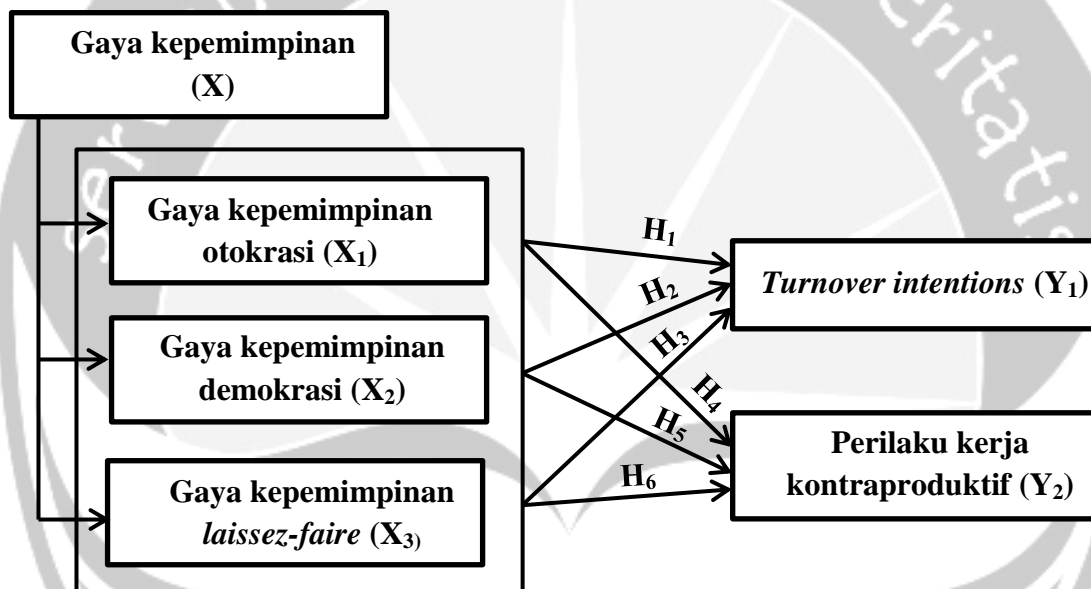 Gaya kepemimpinan
(X)
Gaya kepemimpinan
otokrasi (X₁)
Gaya kepemimpinan
demokrasi (X₂)
Gaya kepemimpinan
laissez-faire (X₃)
H₁
H₂
H₃
H₄
H₅
H₆
Turnover intentions (Y₁)
Perilaku kerja
kontraproduktif (Y₂)